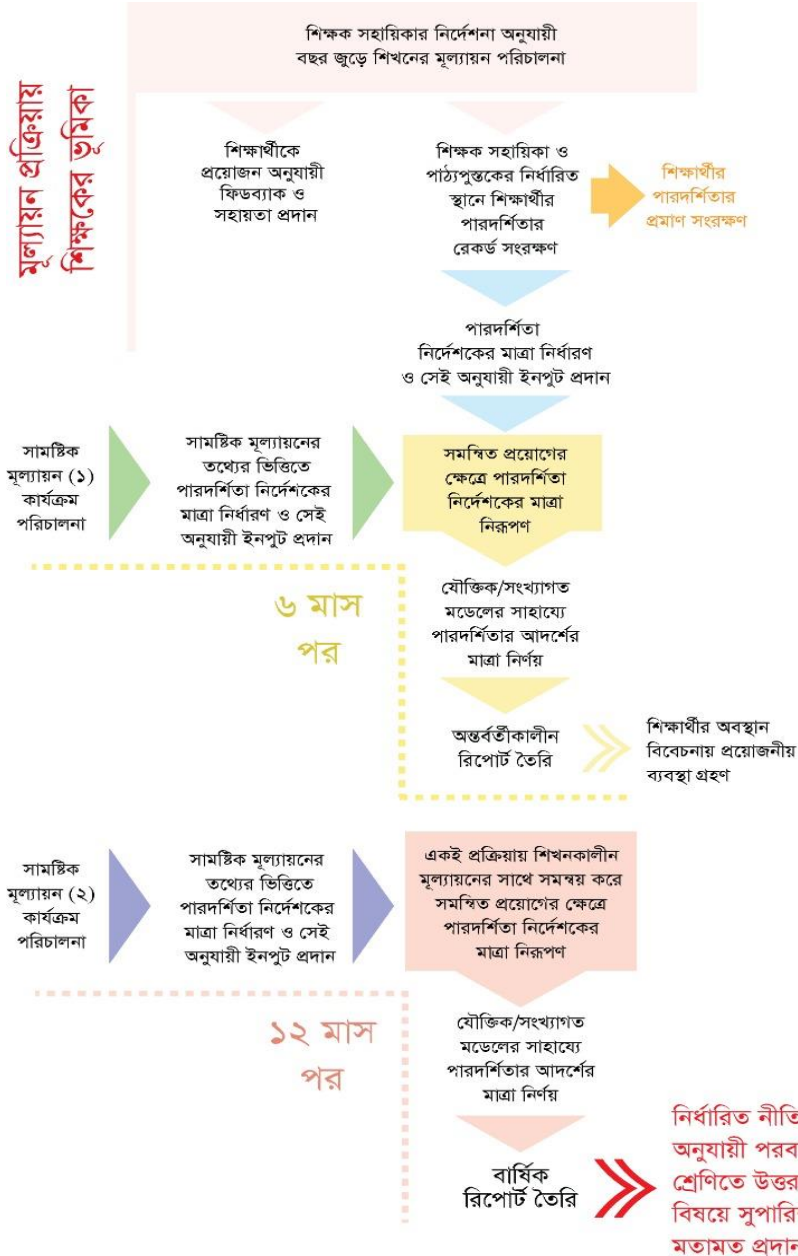 মূল্যায়ন প্রক্রিয়ায়
শিক্ষকের ভূমিকা
শিক্ষক সহায়িকার নির্দেশনা অনুযায়ী
বছর জুড়ে শিখনের মূল্যায়ন পরিচালনা
শিক্ষার্থীকে
প্রয়োজন অনুযায়ী
ফিডব্যাক ও
সহায়তা প্রদান
শিক্ষক সহায়িকা ও
পাঠ্যপুস্তকের নির্ধারিত
স্থানে শিক্ষার্থীর
পারদর্শিতার
রেকর্ড সংরক্ষণ
শিক্ষার্থীর
পারদর্শিতার
প্রমাণ সংরক্ষণ
পারদর্শিতা
নির্দেশকের মাত্রা নির্ধারণ
ও সেই অনুযায়ী ইনপুট প্রদান
সামষ্টিক
মূল্যায়ন (১)
কার্যক্রম
পরিচালনা
সামষ্টিক মূল্যায়নের
তথ্যের ভিত্তিতে
পারদর্শিতা নির্দেশকের
মাত্রা নির্ধারণ ও সেই
অনুযায়ী ইনপুট প্রদান
সমন্বিত প্রয়োগের
ক্ষেত্রে পারদর্শিতা
নির্দেশকের মাত্রা
নিরূপণ
৬ মাস
পর
যৌক্তিক/সংখ্যাগত
মডেলের সাহায্যে
পারদর্শিতার আদর্শের
মাত্রা নির্ণয়
অন্তর্বর্তীকালীন
রিপোর্ট তৈরি
শিক্ষার্থীর অবস্থান
বিবেচনায় প্রয়োজনীয়
ব্যবস্থা গ্রহণ
সামষ্টিক
মূল্যায়ন (২)
কার্যক্রম
পরিচালনা
সামষ্টিক মূল্যায়নের
তথ্যের ভিত্তিতে
পারদর্শিতা নির্দেশকের
মাত্রা নির্ধারণ ও সেই
অনুযায়ী ইনপুট প্রদান
একই প্রক্রিয়ায় শিখনকালীন
মূল্যায়নের সাথে সমন্বয় করে
সমন্বিত প্রয়োগের ক্ষেত্রে
পারদর্শিতা নির্দেশকের
মাত্রা নিরূপণ
১২ মাস
পর
যৌক্তিক/সংখ্যাগত
মডেলের সাহায্যে
পারদর্শিতার আদর্শের
মাত্রা নির্ণয়
বার্ষিক
রিপোর্ট তৈরি
অনুযায়ী
শ্রেণিতে
বিষয়ে
মতামত